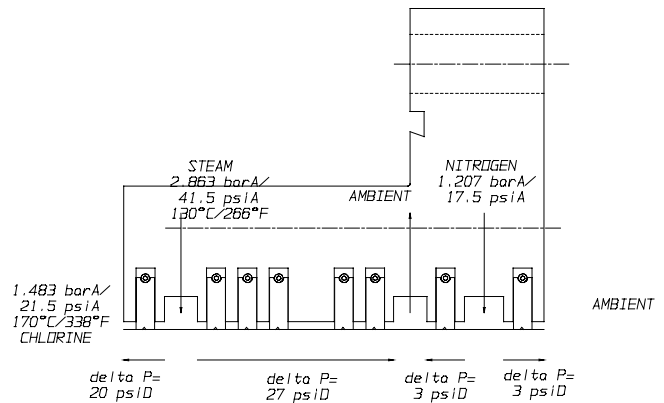 STEAM
2.863 barA/
41.5 psiA
130°C/266°F
AMBIENT
NITROGEN
1.207 barA/
17.5 psiA
1.483 barA/
21.5 psiA
170°C/338°F
CHLORINE
AMBIENT
delta P=
20 psiD
delta P=
27 psiD
delta P=
3 psiD
delta P=
3 psiD